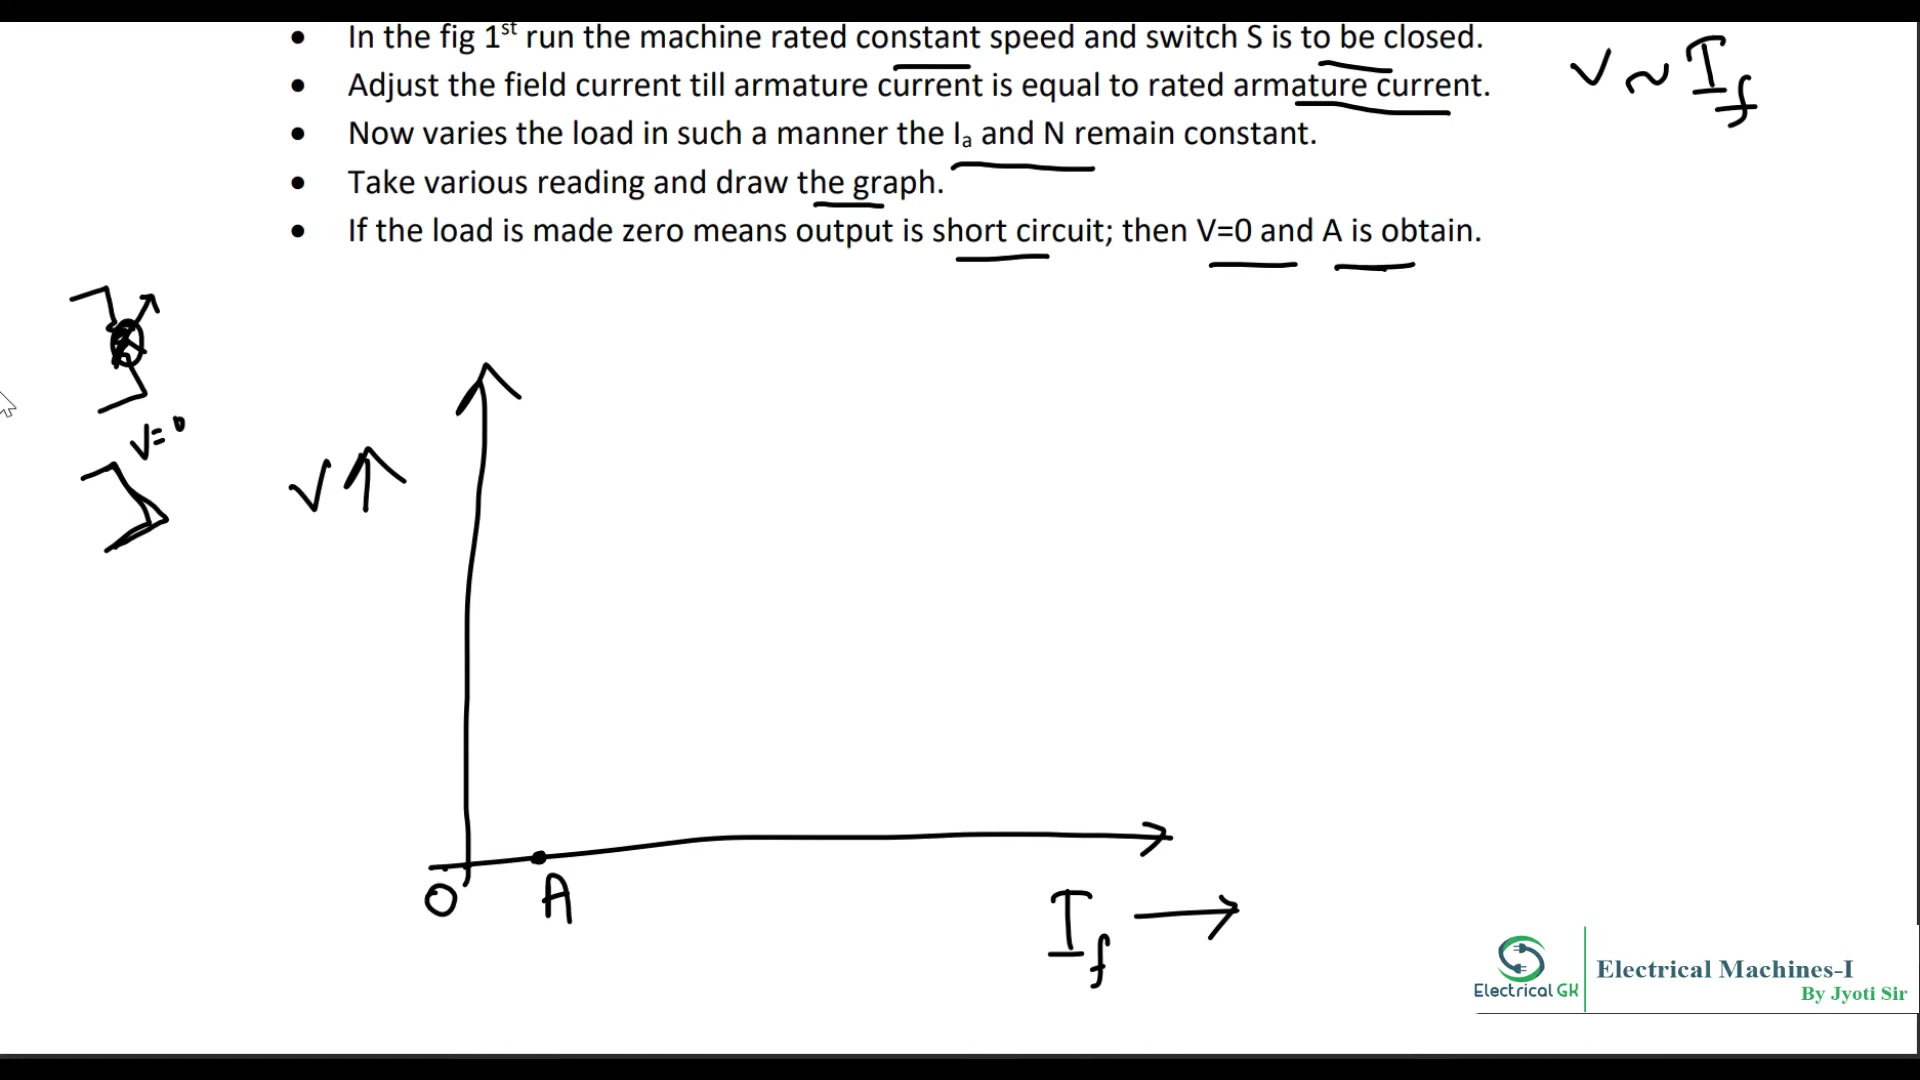 • In the fig 1st run the machine rated constant speed and switch S is to be closed.
• Adjust the field current till armature current is equal to rated armature current.
• Now varies the load in such a manner the Iₐ and N remain constant.
• Take various reading and draw the graph.
• If the load is made zero means output is short circuit; then V=0 and A is obtain.
V ~ I_f
V=0
V ↑
O
A
I_f →
Electrical GK
Electrical Machines-I
By Jyoti Sir